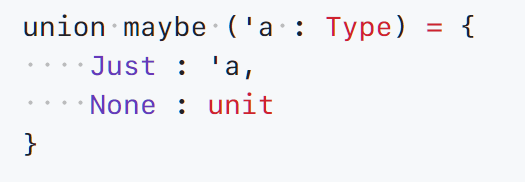 union maybe ('a : Type) = {
    Just : 'a,
    None : unit
}